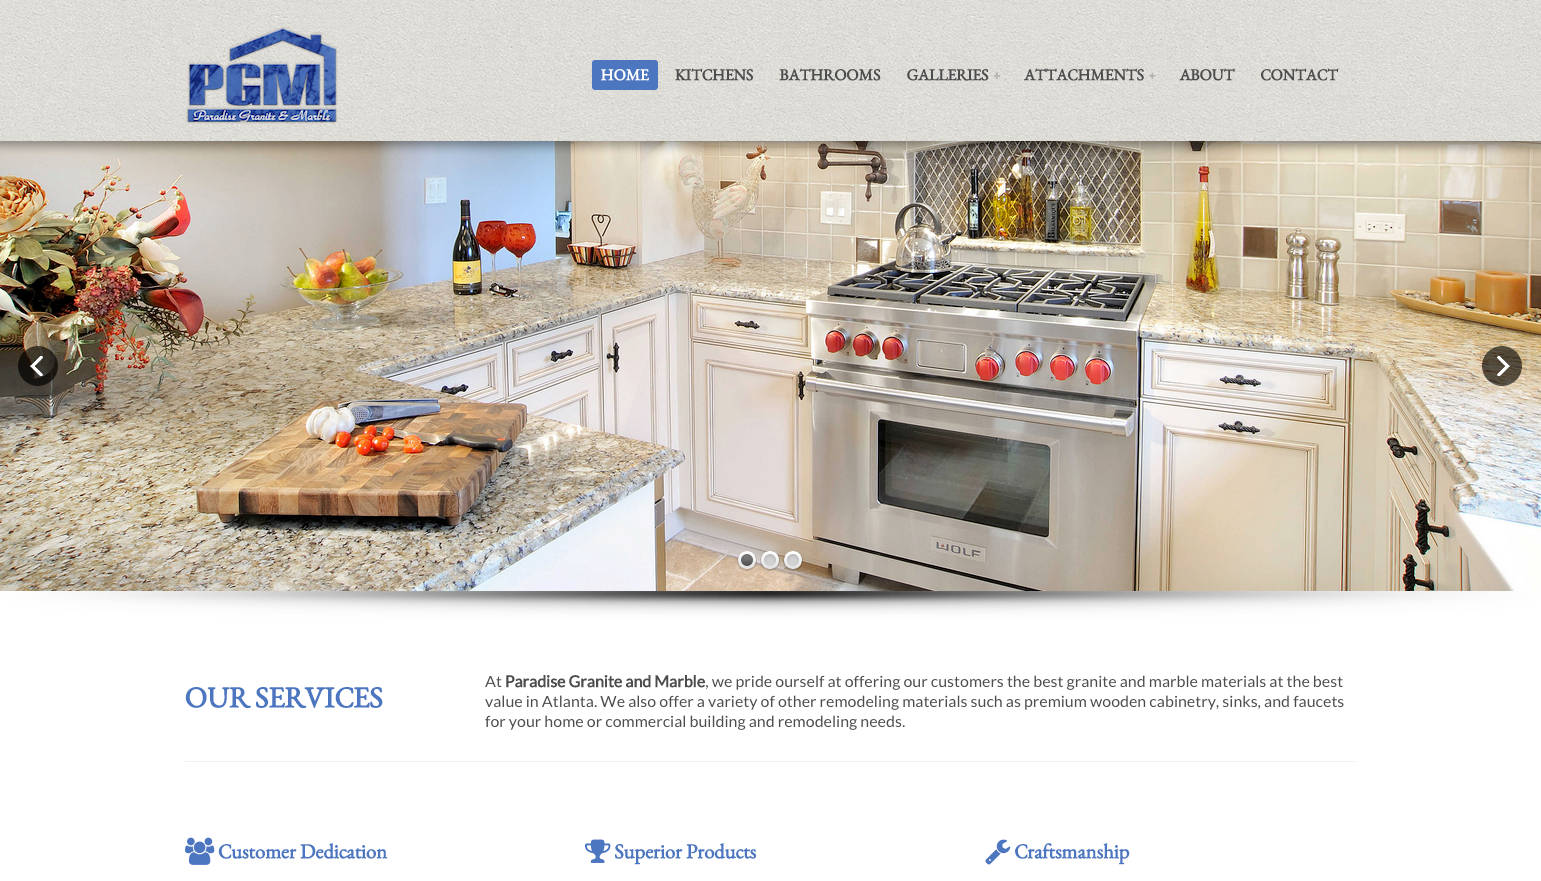 PGM
Paradise Granite & Marble
HOME KITCHENS BATHROOMS GALLERIES + ATTACHMENTS + ABOUT CONTACT
WOLF
OUR SERVICES
At Paradise Granite and Marble, we pride ourself at offering our customers the best granite and marble materials at the best
value in Atlanta. We also offer a variety of other remodeling materials such as premium wooden cabinetry, sinks, and faucets
for your home or commercial building and remodeling needs.
Customer Dedication
Superior Products
Craftsmanship